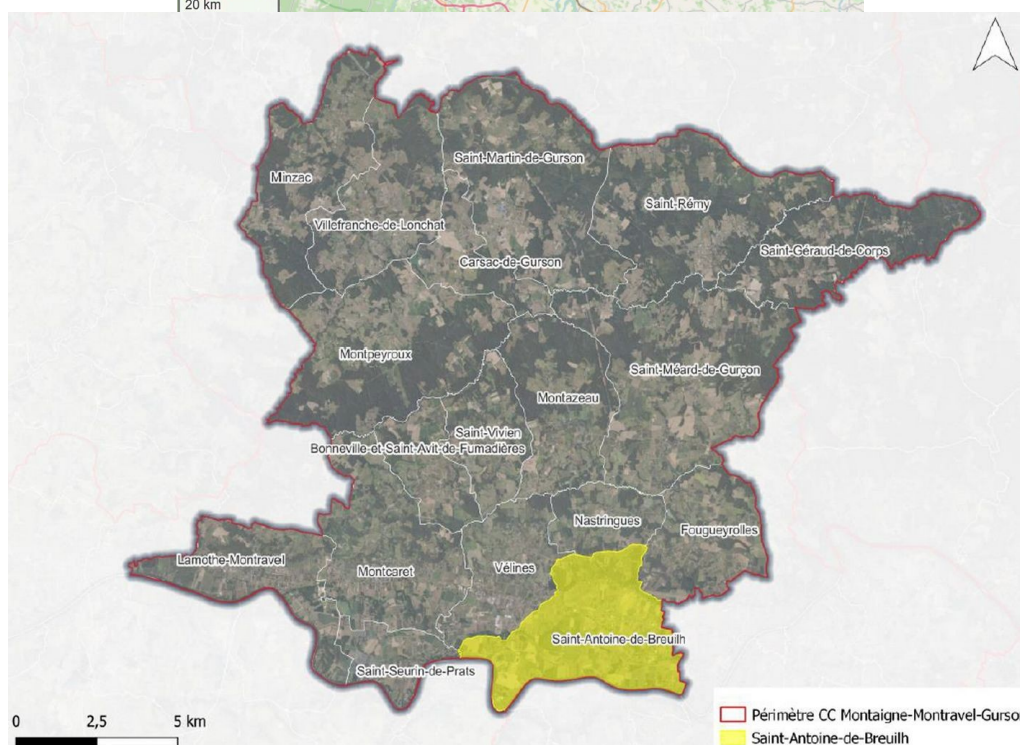 20 km
Saint-Martin-de-Gurson
Minzac
Saint-Rémy
Villefranche-de-Lonchat
Saint-Géraud-de-Corps
Carsac-de-Gurson
Montpeyroux
Saint-Méard-de-Gurçon
Montazeau
Saint-Vivien
Bonneville-et-Saint-Avit-de-Fumadières
Nastringues
Fougueyrolles
Lamothe-Montravel
Montcaret
Vélines
Saint-Antoine-de-Breuilh
Saint-Seurin-de-Prats
0 2,5 5 km
Périmètre CC Montaigne-Montravel-Gurso
Saint-Antoine-de-Breuilh